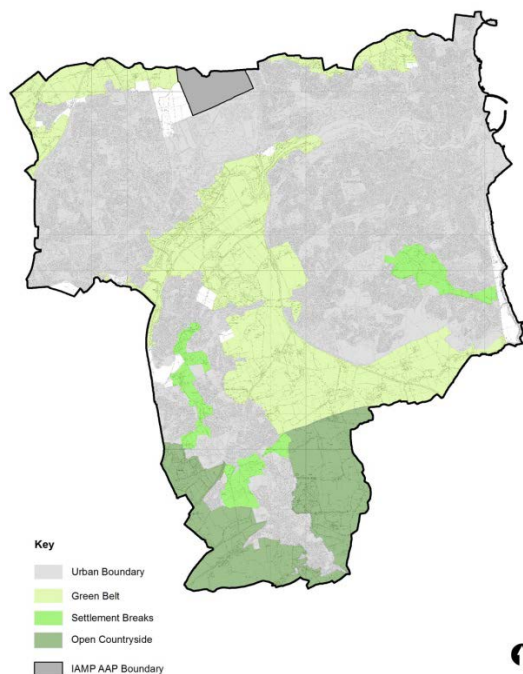 Key
Urban Boundary
Green Belt
Settlement Breaks
Open Countryside
IAMP AAP Boundary